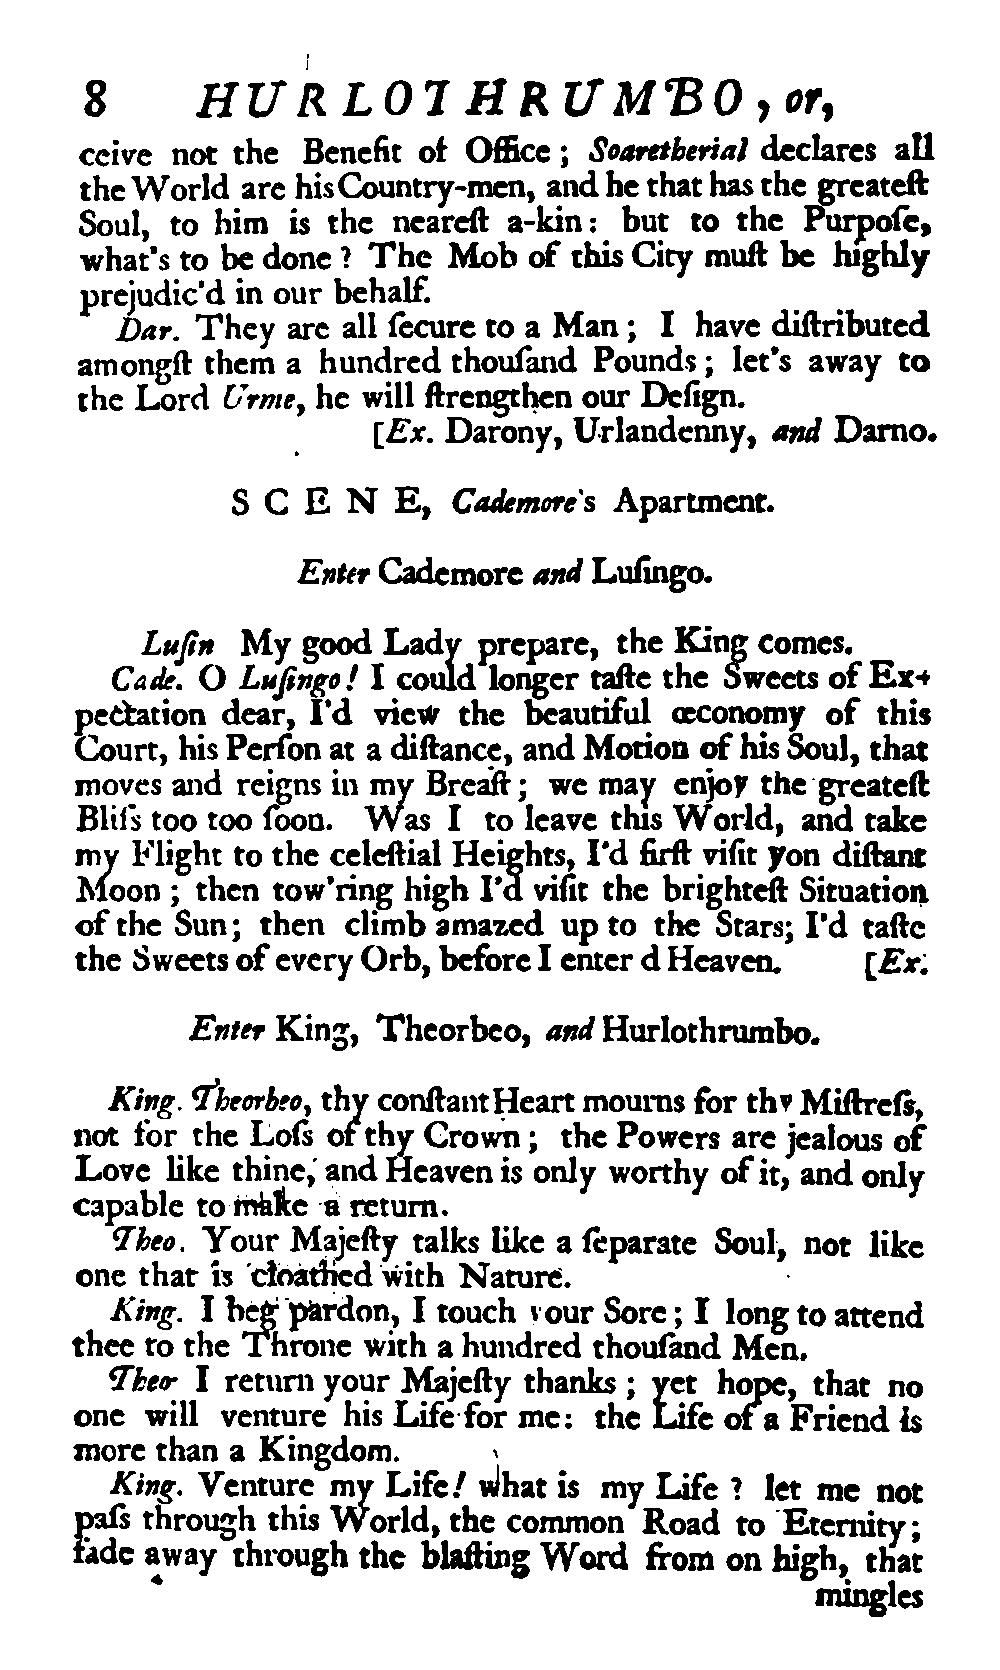 8 HURLOTHRUMBO, or,
ceive not the Benefit of Office; Soaretherial declares all
the World are his Country-men, and he that has the greateſt
Soul, to him is the neareſt a-kin: but to the Purpoſe,
what's to be done? The Mob of this City muſt be highly
prejudic'd in our behalf.
Dar. They are all ſecure to a Man; I have diſtributed
amongſt them a hundred thouſand Pounds; let's away to
the Lord Urme, he will ſtrengthen our Deſign.
[Ex. Darony, Urlandenny, and Darno.
SCENE, Cademore's Apartment.
Enter Cademore and Luſingo.
Luſin My good Lady prepare, the King comes.
Cade. O Luſingo! I could longer taſte the Sweets of Ex-
pectation dear, I'd view the beautiful œconomy of this
Court, his Perſon at a diſtance, and Motion of his Soul, that
moves and reigns in my Breaſt; we may enjoy the greateſt
Bliſs too too ſoon. Was I to leave this World, and take
my Flight to the celeſtial Heights, I'd firſt viſit yon diſtant
Moon; then tow'ring high I'd viſit the brighteſt Situation
of the Sun; then climb amazed up to the Stars; I'd taſte
the Sweets of every Orb, before I enter d Heaven. [Ex.
Enter King, Theorbeo, and Hurlothrumbo.
King. Theorbeo, thy conſtant Heart mourns for thy Miſtreſs,
not for the Loſs of thy Crown; the Powers are jealous of
Love like thine, and Heaven is only worthy of it, and only
capable to make a return.
Theo. Your Majeſty talks like a ſeparate Soul, not like
one that is cloathed with Nature.
King. I beg pardon, I touch your Sore; I long to attend
thee to the Throne with a hundred thouſand Men.
Theor I return your Majeſty thanks; yet hope, that no
one will venture his Life for me: the Life of a Friend is
more than a Kingdom.
King. Venture my Life! what is my Life? let me not
paſs through this World, the common Road to Eternity;
fade away through the blaſting Word from on high, that
mingles